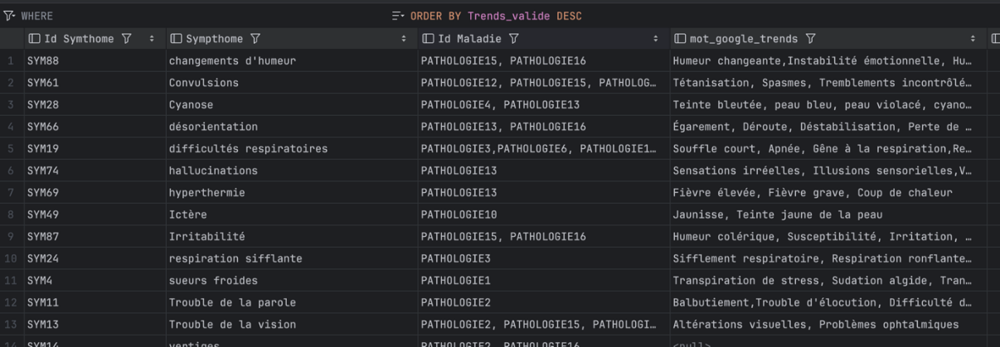 WHERE ORDER BY Trends_valide DESC
Id Symthome Sympthome Id Maladie mot_google_trends
1 SYM88 changements d'humeur PATHOLOGIE15, PATHOLOGIE16 Humeur changeante,Instabilité émotionnelle, Hu…
2 SYM61 Convulsions PATHOLOGIE12, PATHOLOGIE15, PATHOLOG… Tétanisation, Spasmes, Tremblements incontrôlé…
3 SYM28 Cyanose PATHOLOGIE4, PATHOLOGIE13 Teinte bleutée, peau bleu, peau violacé, cyano…
4 SYM66 désorientation PATHOLOGIE13, PATHOLOGIE16 Égarement, Déroute, Déstabilisation, Perte de …
5 SYM19 difficultés respiratoires PATHOLOGIE3,PATHOLOGIE6, PATHOLOGIE1… Souffle court, Apnée, Gêne à la respiration,Re…
6 SYM74 hallucinations PATHOLOGIE13 Sensations irréelles, Illusions sensorielles,V…
7 SYM69 hyperthermie PATHOLOGIE13 Fièvre élevée, Fièvre grave, Coup de chaleur
8 SYM49 Ictère PATHOLOGIE10 Jaunisse, Teinte jaune de la peau
9 SYM87 Irritabilité PATHOLOGIE15, PATHOLOGIE16 Humeur colérique, Susceptibilité, Irritation, …
10 SYM24 respiration sifflante PATHOLOGIE3 Sifflement respiratoire, Respiration ronflante…
11 SYM4 sueurs froides PATHOLOGIE1 Transpiration de stress, Sudation algide, Tran…
12 SYM11 Trouble de la parole PATHOLOGIE2 Balbutiement,Trouble d'élocution, Difficulté d…
13 SYM13 Trouble de la vision PATHOLOGIE2, PATHOLOGIE15, PATHOLOGI… Altérations visuelles, Problèmes ophtalmiques
14 SYM14 vertiges PATHOLOGIE2, PATHOLOGIE16 <null>